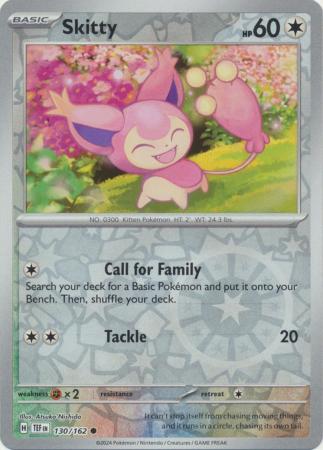 BASIC
Skitty
HP 60
NO. 0300 Kitten Pokémon HT: 2' WT: 24.3 lbs.
Call for Family
Search your deck for a Basic Pokémon and put it onto
your Bench. Then, shuffle your deck.
Tackle 20
weakness ×2 resistance retreat
Illus. Atsuko Nishida
H TEF EN 130/162
It can't stop itself from chasing moving things,
and it runs in a circle, chasing its own tail.
©2024 Pokémon / Nintendo / Creatures / GAME FREAK